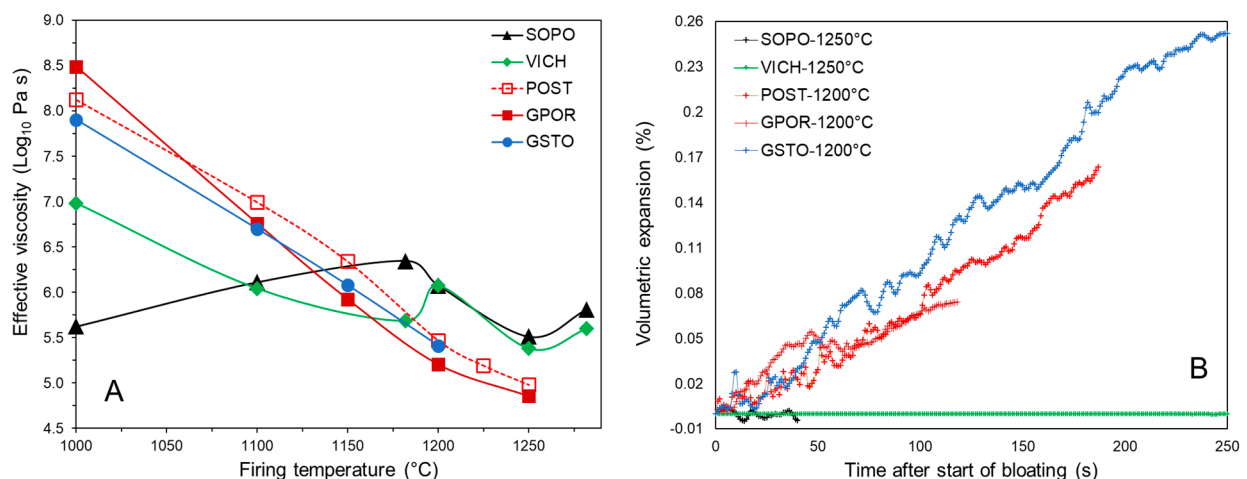 9.0
8.5
8.0
7.5
7.0
6.5
6.0
5.5
5.0
4.5
Effective viscosity (Log10 Pa s)
SOPO
VICH
POST
GPOR
GSTO
A
1000
1050
1100
1150
1200
1250
Firing temperature (°C)
0.26
0.23
0.2
0.17
0.14
0.11
0.08
0.05
0.02
-0.01
Volumetric expansion (%)
SOPO-1250°C
VICH-1250°C
POST-1200°C
GPOR-1200°C
GSTO-1200°C
B
0
50
100
150
200
250
Time after start of bloating (s)